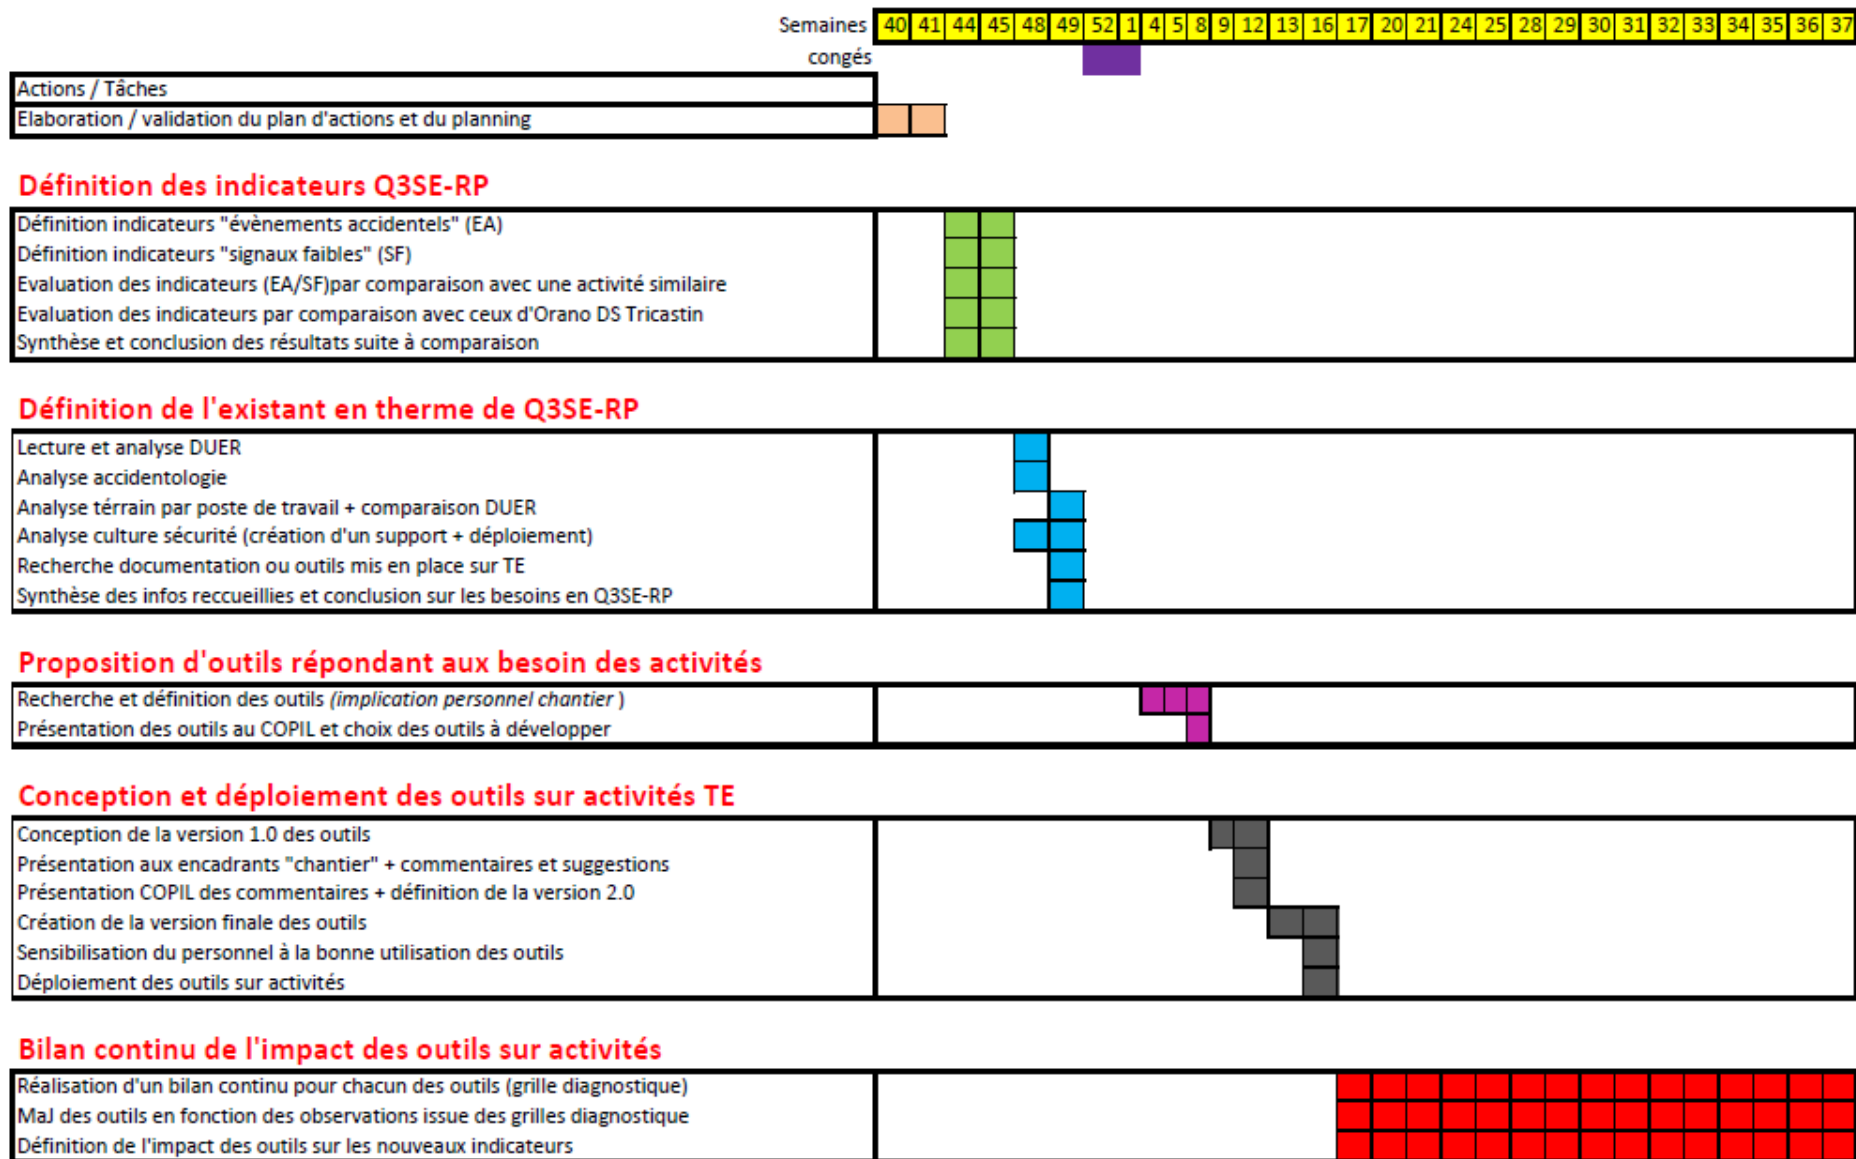 Semaines 40 41 44 45 48 49 52 1 4 5 8 9 12 13 16 17 20 21 24 25 28 29 30 31 32 33 34 35 36 37
congés
Actions / Tâches
Elaboration / validation du plan d'actions et du planning
Définition des indicateurs Q3SE-RP
Définition indicateurs "évènements accidentels" (EA)
Définition indicateurs "signaux faibles" (SF)
Evaluation des indicateurs (EA/SF)par comparaison avec une activité similaire
Evaluation des indicateurs par comparaison avec ceux d'Orano DS Tricastin
Synthèse et conclusion des résultats suite à comparaison
Définition de l'existant en therme de Q3SE-RP
Lecture et analyse DUER
Analyse accidentologie
Analyse térrain par poste de travail + comparaison DUER
Analyse culture sécurité (création d'un support + déploiement)
Recherche documentation ou outils mis en place sur TE
Synthèse des infos reccueillies et conclusion sur les besoins en Q3SE-RP
Proposition d'outils répondant aux besoin des activités
Recherche et définition des outils (implication personnel chantier )
Présentation des outils au COPIL et choix des outils à développer
Conception et déploiement des outils sur activités TE
Conception de la version 1.0 des outils
Présentation aux encadrants "chantier" + commentaires et suggestions
Présentation COPIL des commentaires + définition de la version 2.0
Création de la version finale des outils
Sensibilisation du personnel à la bonne utilisation des outils
Déploiement des outils sur activités
Bilan continu de l'impact des outils sur activités
Réalisation d'un bilan continu pour chacun des outils (grille diagnostique)
MaJ des outils en fonction des observations issue des grilles diagnostique
Définition de l'impact des outils sur les nouveaux indicateurs